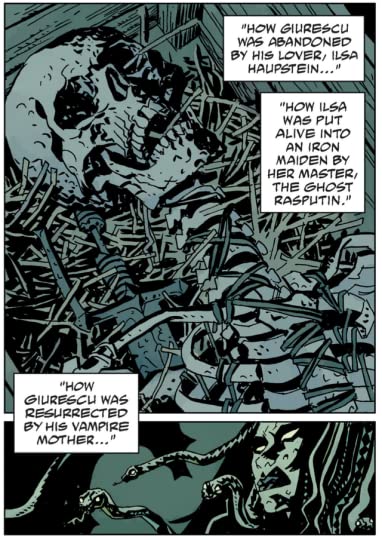 "HOW GIURESCU
WAS ABANDONED
BY HIS LOVER, ILSA
HAUPSTEIN..."
"HOW ILSA
WAS PUT
ALIVE INTO
AN IRON
MAIDEN BY
HER MASTER,
THE GHOST
RASPUTIN."
"HOW
GIURESCU WAS
RESURRECTED
BY HIS VAMPIRE
MOTHER..."